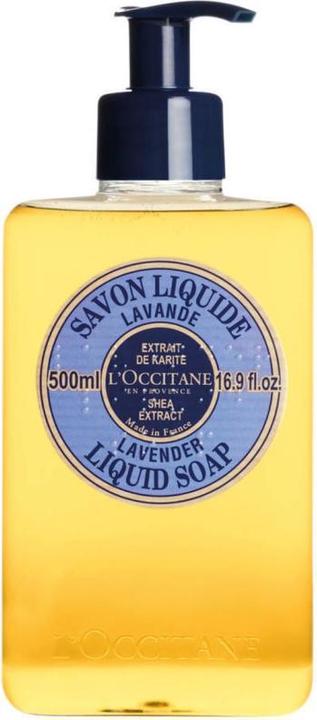 SAVON LIQUIDE
LAVANDE
EXTRAIT
DE KARITÉ
500ml L'OCCITANE 16.9 fl.oz.
EN PROVENCE
SHEA
EXTRACT
Made in France
LAVENDER
LIQUID SOAP
L'OCCITANE